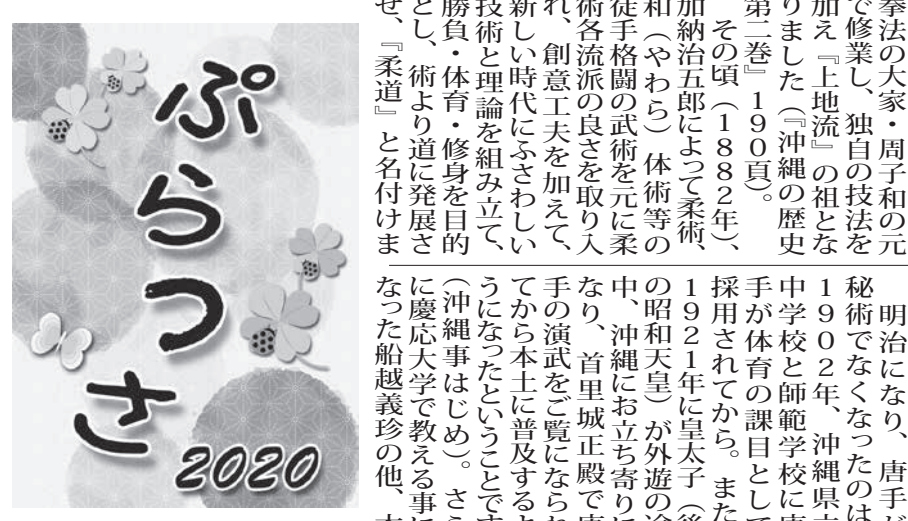 拳法の大家・周子和の元
で修業し、独自の技法を
加え『上地流』の祖とな
りました(『沖縄の歴史
第二巻』190頁)。
その頃(1882年)、
加納治五郎によって柔術、
和(やわら)体術等の
徒手格闘の武術を元に柔
術各流派の良さを取り入
れ、創意工夫を加えて、
新しい時代にふさわしい
技術と理論を組み立て、
勝負・体育・修身を目的
とし、術より道に発展さ
せ、『柔道』と名付けま
明治になり、唐手が
秘術でなくなったのは
1902年、沖縄県
中学校と師範学校に
手が体育の課目として
採用されてから。また
1921年に皇太子(後
の昭和天皇)が外遊の途
中、沖縄にお立ち寄りに
なり、首里城正殿で
手の演武をご覧になられ
てから本土に普及すると
うになったということです
(沖縄事はじめ)。さら
に慶応大学で教える事に
なった船越義珍の他、
ぷらっつさ
2020